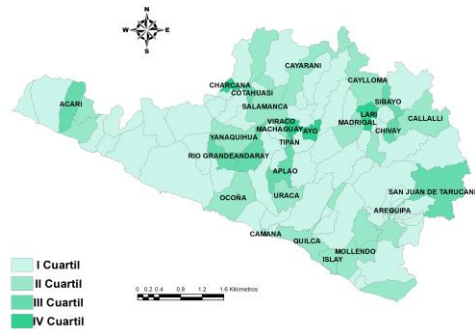 N
W E
S
CAYARANI
CAYLLOMA
CHARCANA
COTAHUASI
SIBAYO
ACARI
SALAMANCA
LARI
CALLALLI
VIRACO
MACHAGUAY
AYO
MADRIGAL
CHIVAY
YANAQUIHUA
TIPAN
RIO GRANDE
ANDARAY
APLAO
SAN JUAN DE TARUCANI
OCOÑA
URACA
AREQUIPA
CAMANA
QUILCA
MOLLENDO
ISLAY
I Cuartil
II Cuartil
III Cuartil
IV Cuartil
0 0.2 0.4 0.8 1.2 1.6 Kilómetros